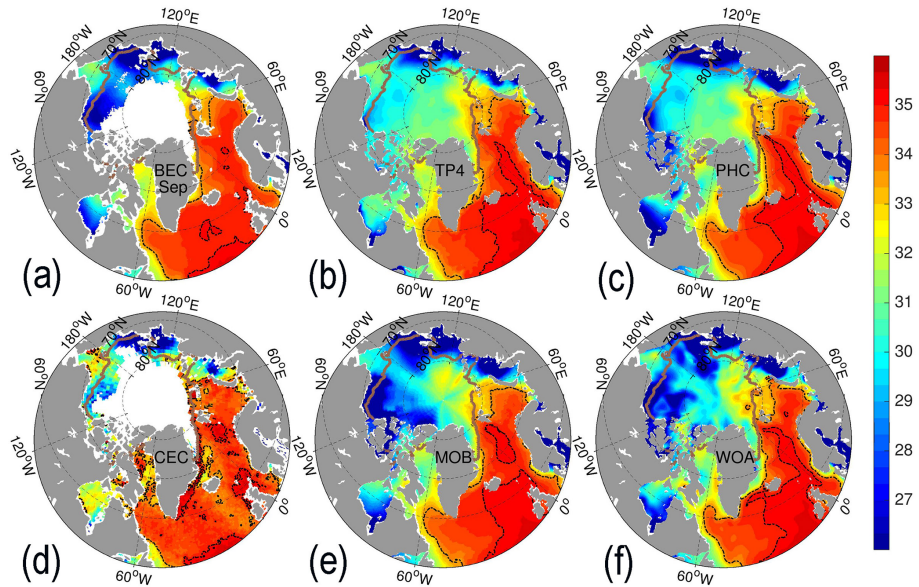 120°E
180°W
70°N
80°N
60°E
60°N
120°W
0°
60°W
BEC
Sep
(a)
120°E
180°W
70°N
80°N
60°E
60°N
120°W
0°
60°W
TP4
(b)
120°E
180°W
70°N
80°N
60°E
60°N
120°W
0°
60°W
PHC
(c)
120°E
180°W
70°N
80°N
60°E
60°N
120°W
0°
60°W
CEC
(d)
120°E
180°W
70°N
80°N
60°E
60°N
120°W
0°
60°W
MOB
(e)
120°E
180°W
70°N
80°N
60°E
60°N
120°W
0°
60°W
WOA
(f)
35
34
33
32
31
30
29
28
27